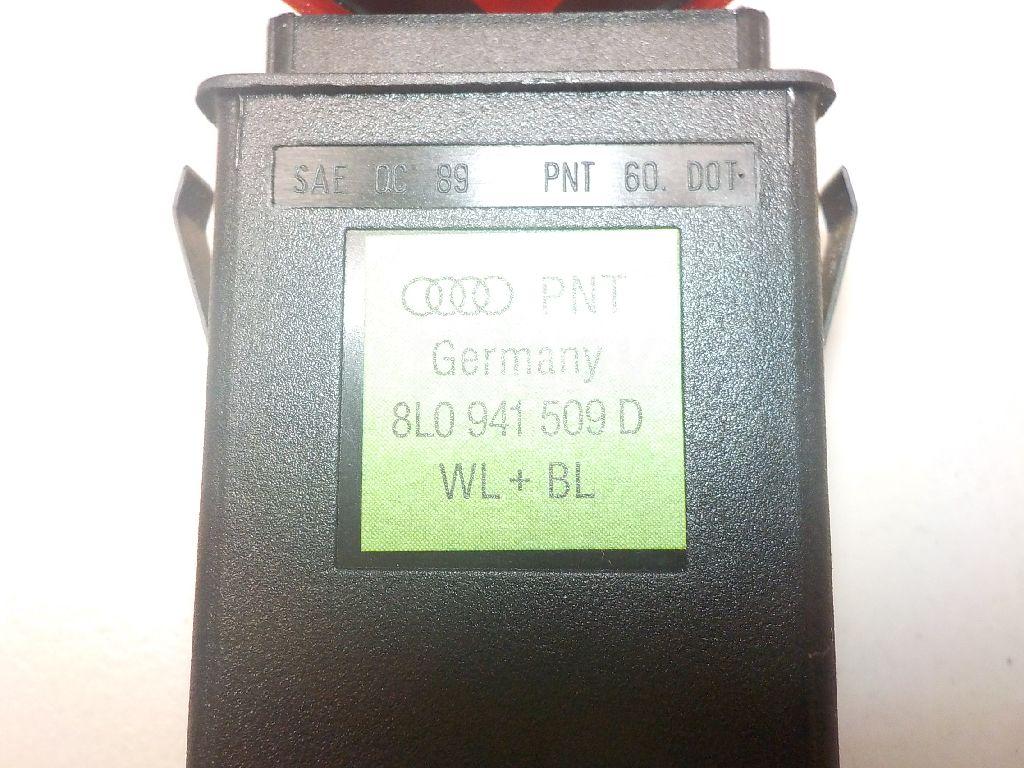 SAE QC 89 PNT 60. DOT
PNT
Germany
8L0 941 509 D
WL + BL